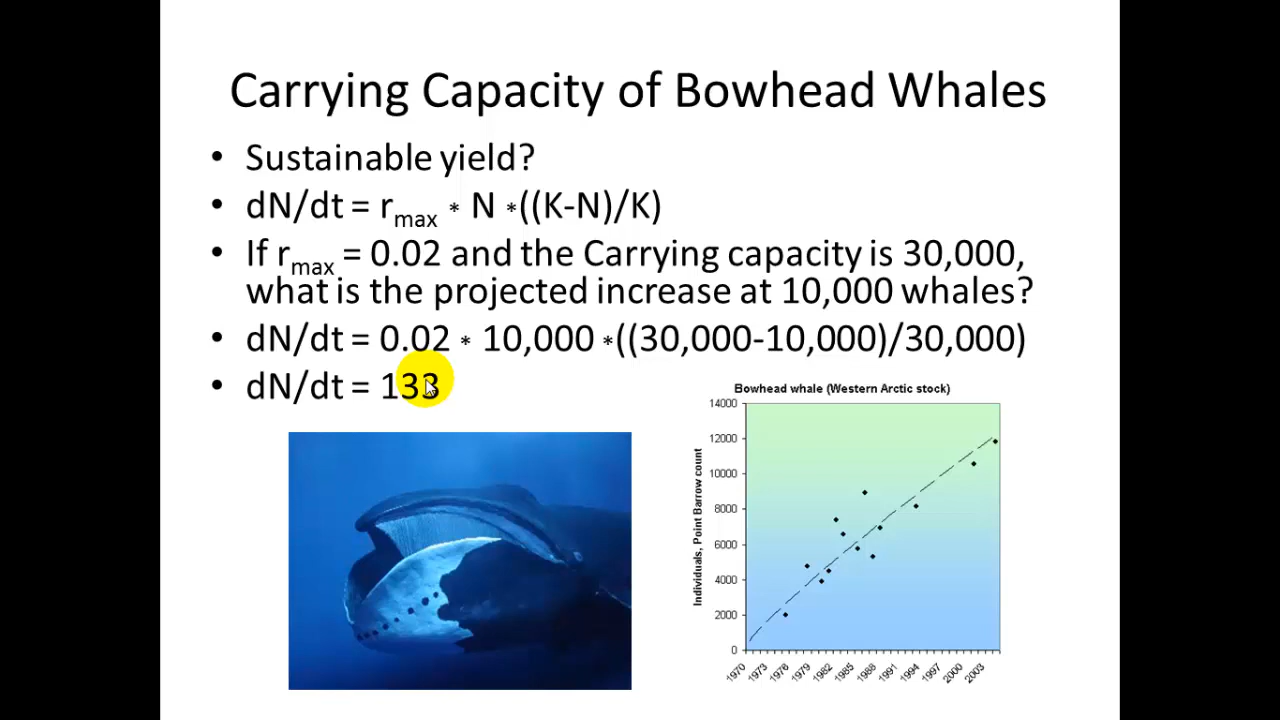 Carrying Capacity of Bowhead Whales
• Sustainable yield?
• dN/dt = rmax * N *((K-N)/K)
• If rmax = 0.02 and the Carrying capacity is 30,000,
what is the projected increase at 10,000 whales?
• dN/dt = 0.02 * 10,000 *((30,000-10,000)/30,000)
• dN/dt = 133
Bowhead whale (Western Arctic stock)
Individuals, Point Barrow count
14000
12000
10000
8000
6000
4000
2000
0
1970 1973 1976 1979 1982 1985 1988 1991 1994 1997 2000 2003